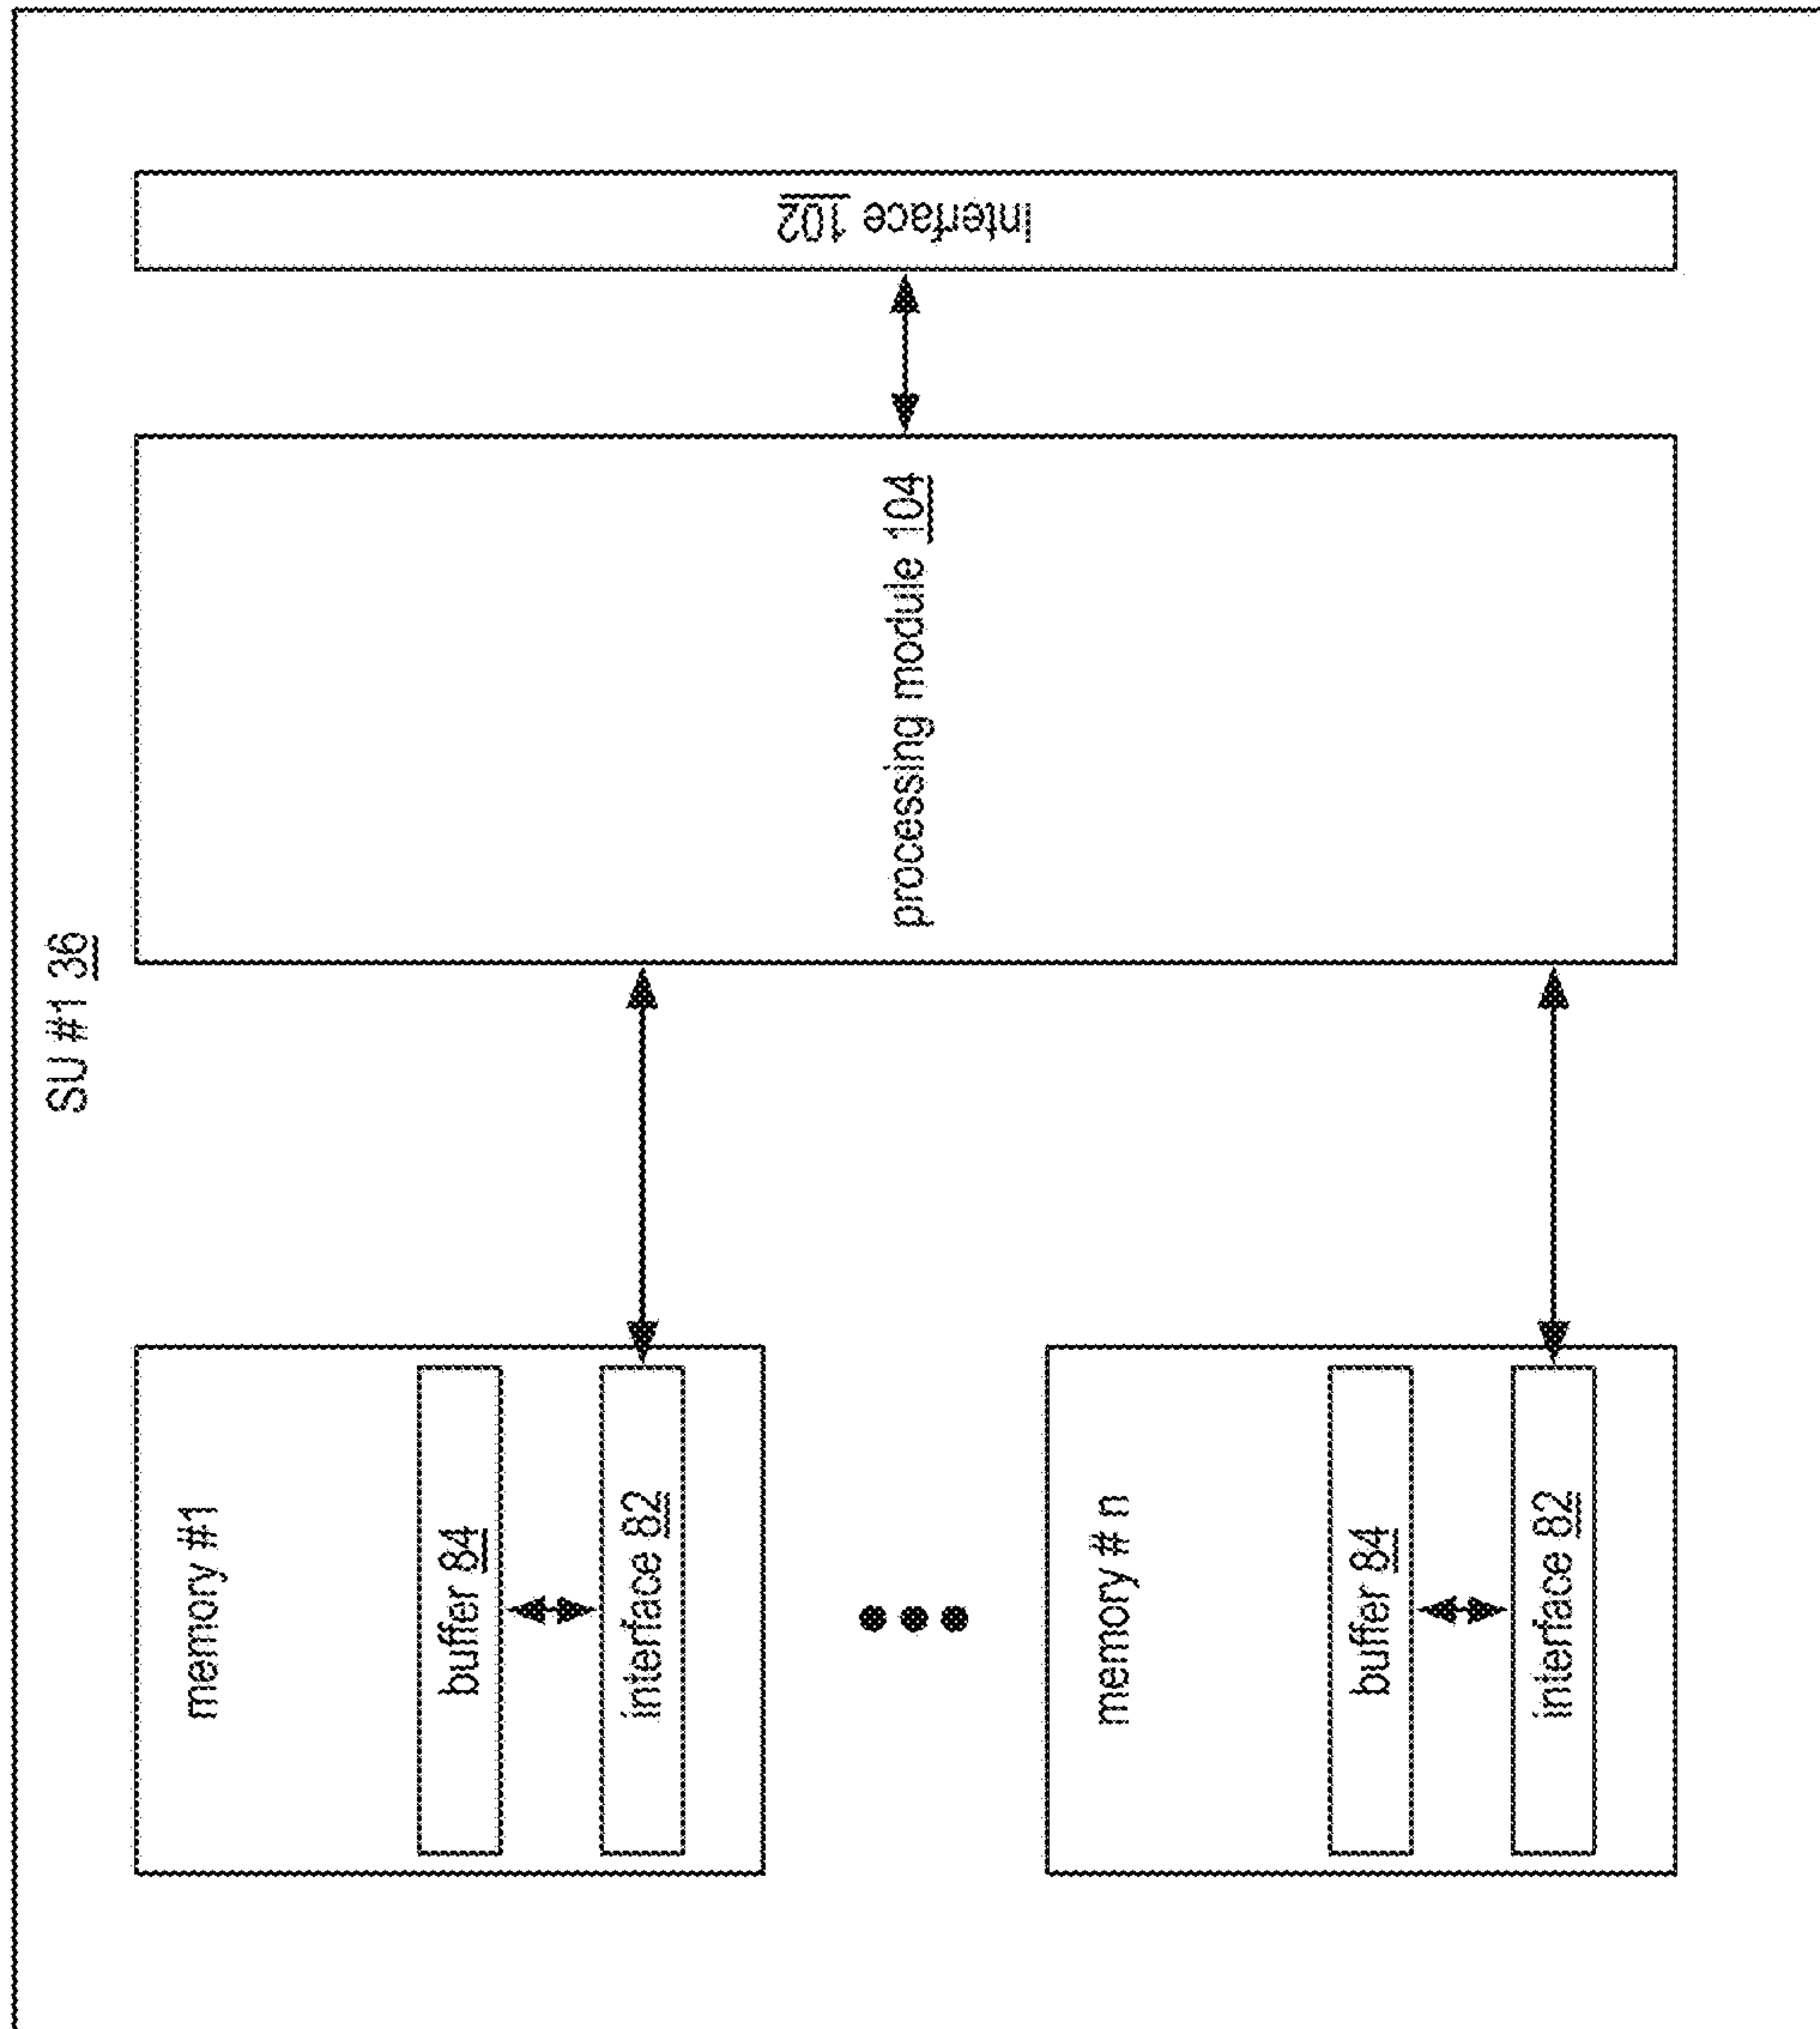 SU #1 36
memory #1
buffer 84
interface 82
memory # n
buffer 84
interface 82
processing module 104
interface 102